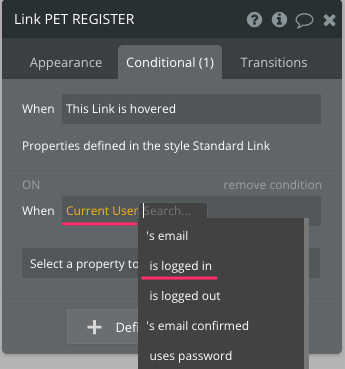 Link PET REGISTER
Appearance Conditional (1) Transitions
When This Link is hovered
Properties defined in the style Standard Link
ON remove condition
When Current User Search...
's email
is logged in
Select a property to
is logged out
's email confirmed
+ Defi
uses password